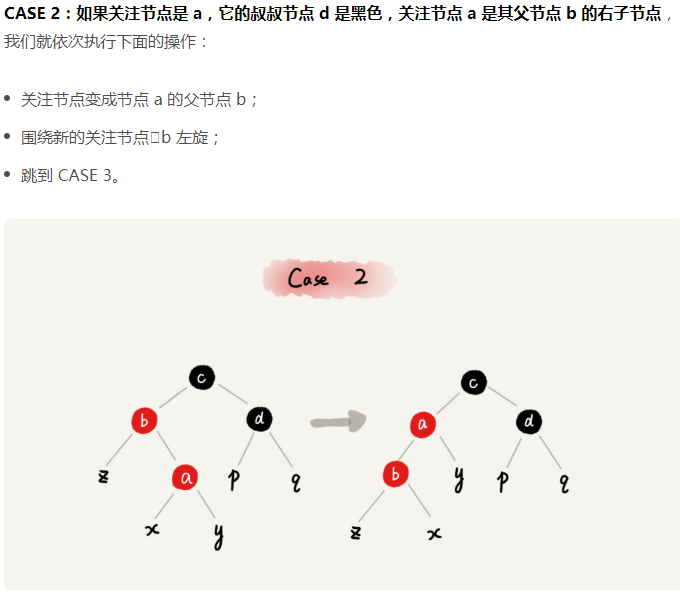 CASE 2：如果关注节点是 a，它的叔叔节点 d 是黑色，关注节点 a 是其父节点 b 的右子节点，
我们就依次执行下面的操作：
关注节点变成节点 a 的父节点 b；
围绕新的关注节点b 左旋；
跳到 CASE 3。
Case 2
c c
b d a d
z a p q b y p q
x y z x